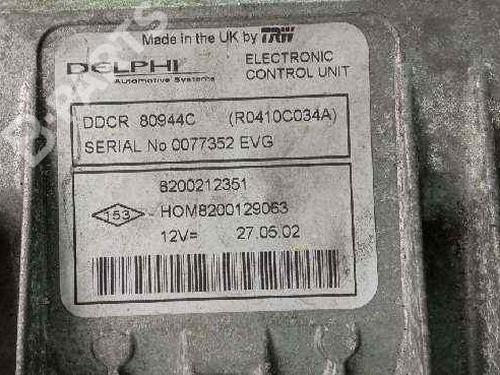 Made in the UK by TRW
DELPHI
Automotive Systems
ELECTRONIC
CONTROL UNIT
DDCR 80944C (R0410C034A)
SERIAL No 0077352 EVG
8200212351
153
HOM8200129063
12V= 27.05.02